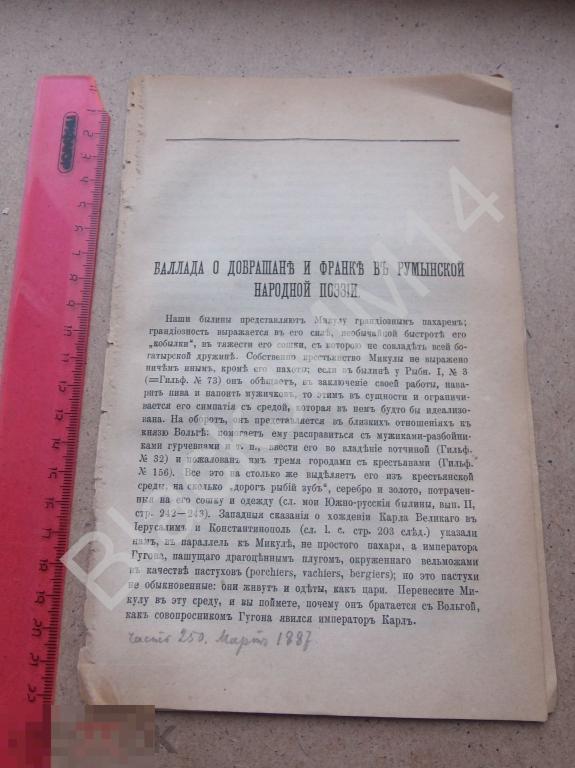 БАЛЛАДА О ДОБРАШАНѢ И ФРАНКѢ ВЪ РУМЫНСКОЙ
НАРОДНОЙ ПОЭЗІИ.
Наши былины представляютъ Микулу грандіознымъ пахаремъ;
грандіозность выражается въ его силѣ, необычайной быстротѣ его
„кобылки“, въ тяжести его сошки, съ которою не совладѣть всей бо-
гатырской дружинѣ. Собственно крестьянство Микулы не выражено
ничѣмъ инымъ, кромѣ его пахоты; если въ былинѣ у Рыбн. I, № 3
(=Гильф. № 73) онъ обѣщаетъ, въ заключеніе своей работы, нава-
рить пива и напоить мужичковъ, то этимъ въ сущности и ограничи-
вается его симпатія съ средой, которая въ немъ будто бы идеализо-
вана. На оборотъ, онъ представляется въ близкихъ отношеніяхъ къ
князю Вольгѣ: помогаетъ ему расправиться съ мужиками-разбойни-
ками гурчевцами и т. п., ввести его во владѣніе вотчиной (Гильф.
№ 32) и пожалованъ имъ тремя городами съ крестьянами (Гильф.
№ 156). Все это на столько же выдѣляетъ его изъ крестьянской
среды, на сколько „дорогъ рыбій зубъ“, серебро и золото, потрачен-
ныя на его сошку и одежду (сл. мои Южно-русскія былины, вып. II,
стр. 242—243). Западныя сказанія о хожденіи Карла Великаго въ
Іерусалимъ и Константинополь (сл. l. c. стр. 203 слѣд.) указали
намъ, въ параллель къ Микулѣ, не простого пахаря, а императора
Гугона, пашущаго драгоцѣннымъ плугомъ, окруженнаго вельможами
въ качествѣ пастуховъ (porchiers, vachiers, bergiers); но это пастухи
не обыкновенные: они живутъ и одѣты, какъ цари. Перенесите Ми-
кулу въ эту среду, и вы поймете, почему онъ братается съ Вольгой,
какъ совопросникомъ Гугона явился императоръ Карлъ.
часть 250. Мартъ 1887